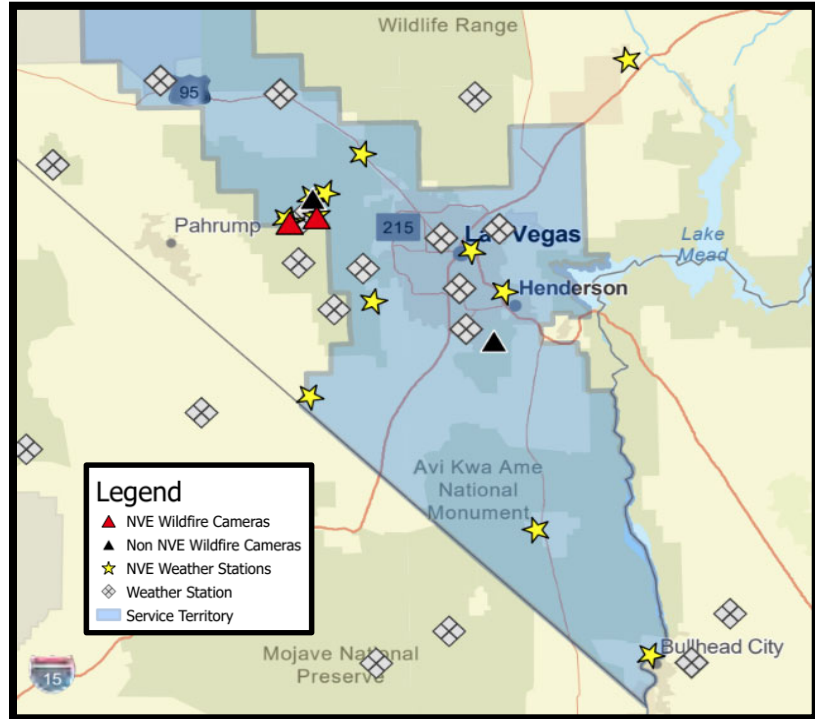 Wildlife Range
95
Pahrump
215
Las Vegas
Lake
Mead
Henderson
Avi Kwa Ame
National
Monument
Legend
NVE Wildfire Cameras
Non NVE Wildfire Cameras
NVE Weather Stations
Weather Station
Service Territory
Bullhead City
Mojave National
Preserve
15